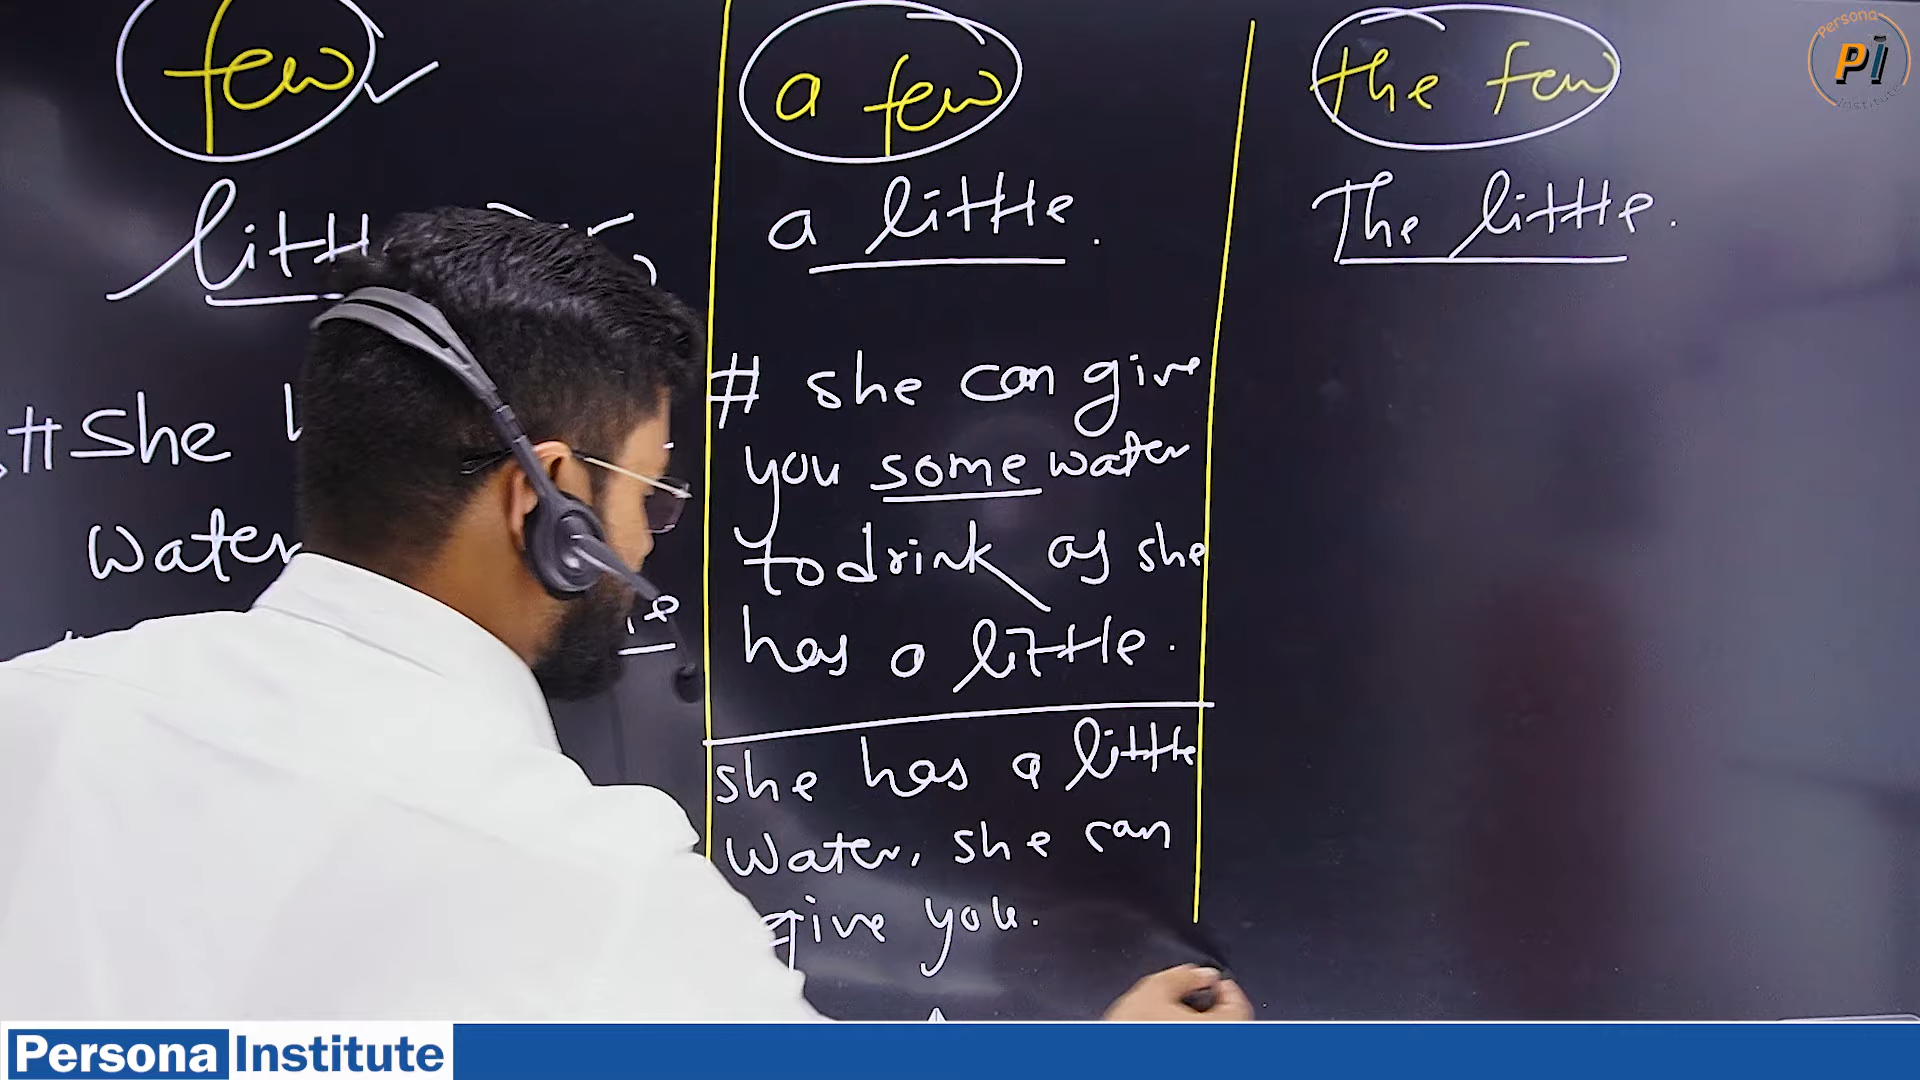 few
little
# She
water
a few
a little.
# she can give
you some water
to drink as she
has a little.
she has a little
water, she can
give you.
the few
The little.
Persona
PI
Institute
Persona Institute